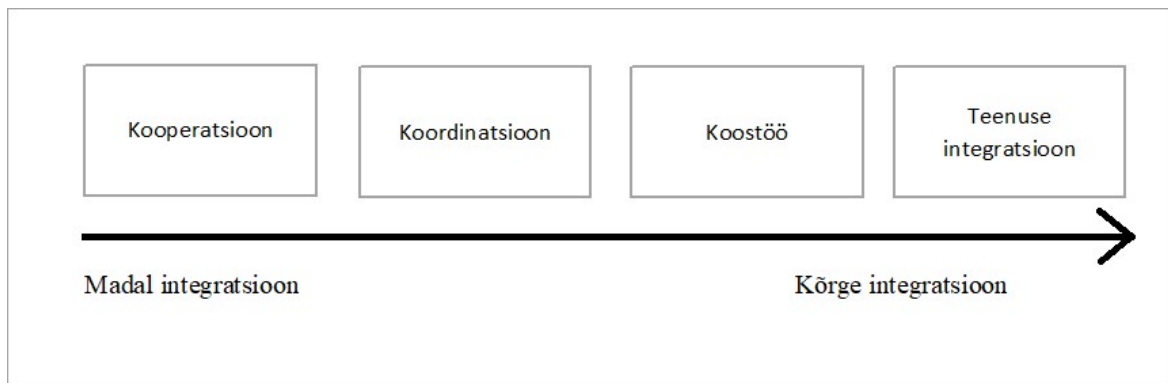 Kooperatsioon
Koordinatsioon
Koostöö
Teenuse
integratsioon
Madal integratsioon
Kõrge integratsioon